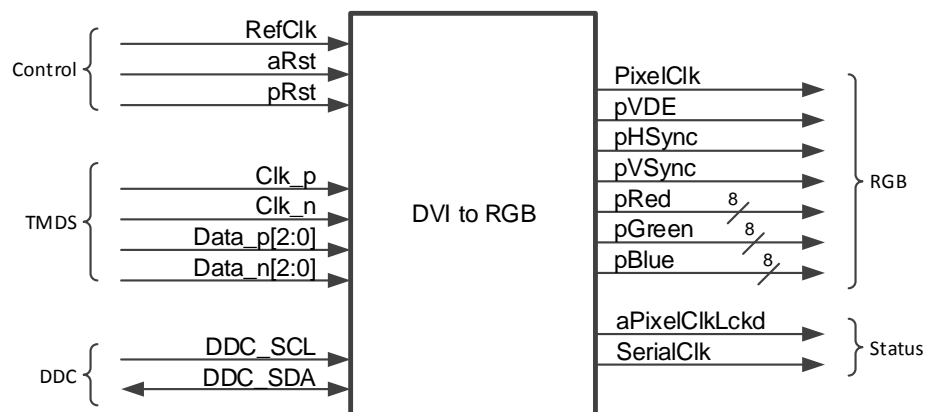 Control
RefClk
aRst
pRst
TMDS
Clk_p
Clk_n
Data_p[2:0]
Data_n[2:0]
DDC
DDC_SCL
DDC_SDA
DVI to RGB
PixelClk
pVDE
pHSync
pVSync
pRed 8
pGreen 8
pBlue 8
RGB
aPixelClkLckd
SerialClk
Status